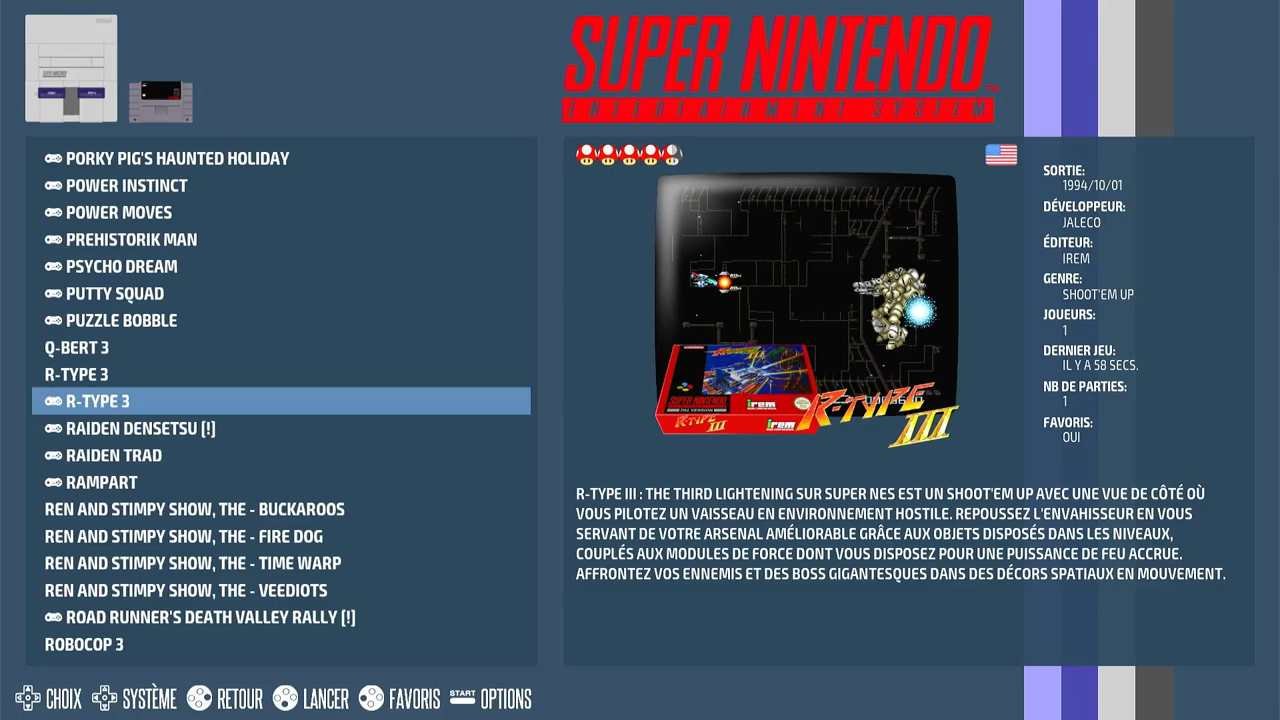 SUPER NINTENDO
ENTERTAINMENT SYSTEM
PORKY PIG'S HAUNTED HOLIDAY
POWER INSTINCT
POWER MOVES
PREHISTORIK MAN
PSYCHO DREAM
PUTTY SQUAD
PUZZLE BOBBLE
Q-BERT 3
R-TYPE 3
R-TYPE 3
RAIDEN DENSETSU [!]
RAIDEN TRAD
RAMPART
REN AND STIMPY SHOW, THE - BUCKAROOS
REN AND STIMPY SHOW, THE - FIRE DOG
REN AND STIMPY SHOW, THE - TIME WARP
REN AND STIMPY SHOW, THE - VEEDIOTS
ROAD RUNNER'S DEATH VALLEY RALLY [!]
ROBOCOP 3
SUPER NINTENDO
PAL VERSION
irem
R-TYPE III
irem
R-TYPE
III
SORTIE:
1994/10/01
DÉVELOPPEUR:
JALECO
ÉDITEUR:
IREM
GENRE:
SHOOT'EM UP
JOUEURS:
1
DERNIER JEU:
IL Y A 58 SECS.
NB DE PARTIES:
1
FAVORIS:
OUI
R-TYPE III : THE THIRD LIGHTENING SUR SUPER NES EST UN SHOOT'EM UP AVEC UNE VUE DE CÔTÉ OÙ
VOUS PILOTEZ UN VAISSEAU EN ENVIRONNEMENT HOSTILE. REPOUSSEZ L'ENVAHISSEUR EN VOUS
SERVANT DE VOTRE ARSENAL AMÉLIORABLE GRÂCE AUX OBJETS DISPOSÉS DANS LES NIVEAUX,
COUPLÉS AUX MODULES DE FORCE DONT VOUS DISPOSEZ POUR UNE PUISSANCE DE FEU ACCRUE.
AFFRONTEZ VOS ENNEMIS ET DES BOSS GIGANTESQUES DANS DES DÉCORS SPATIAUX EN MOUVEMENT.
CHOIX SYSTÈME RETOUR LANCER FAVORIS START OPTIONS